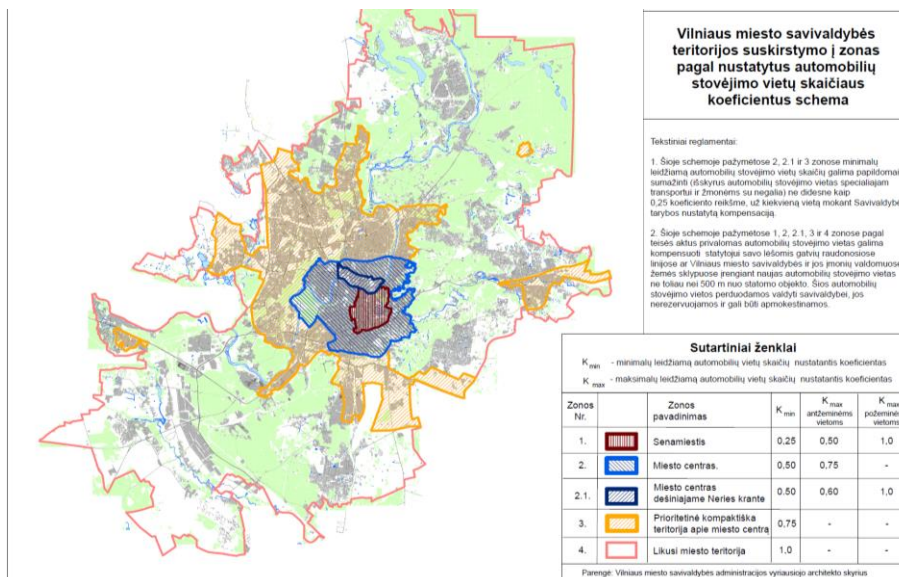 Vilniaus miesto savivaldybės
teritorijos suskirstymo į zonas
pagal nustatytus automobilių
stovėjimo vietų skaičiaus
koeficientus schema
Tekstiniai reglamentai:
1. Šioje schemoje pažymėtose 2, 2.1 ir 3 zonose minimalų
leidžiamą automobilių stovėjimo vietų skaičių galima papildomai
sumažinti (išskyrus automobilių stovėjimo vietas specialiajam
transportui ir žmonėms su negalia) ne didesne kaip
0,25 koeficiento reikšme, už kiekvieną vietą mokant Savivaldybė
tarybos nustatytą kompensaciją.
2. Šioje schemoje pažymėtose 1, 2, 2.1, 3 ir 4 zonose pagal
teisės aktus privalomas automobilių stovėjimo vietas galima
kompensuoti statytojui savo lėšomis gatvių raudonosiose
linijose ar Vilniaus miesto savivaldybės ir jos įmonių valdomuose
žemės sklypuose įrengiant naujas automobilių stovėjimo vietas
ne toliau nei 500 m nuo statomo objekto. Šios automobilių
stovėjimo vietos perduodamos valdyti savivaldybei, jos
nerezervuojamos ir gali būti apmokestinamos.
Sutartiniai ženklai
K min - minimalų leidžiamą automobilių vietų skaičių nustatantis koeficientas
K max - maksimalų leidžiamą automobilių vietų skaičių nustatantis koeficientas
Zonos Nr. Zonos pavadinimas K min K max antžeminėms vietoms K max požeminėm vietoms
1. Senamiestis 0,25 0,50 1,0
2. Miesto centras. 0,50 0,75 -
2.1. Miesto centras dešiniajame Neries krante 0,50 0,60 1,0
3. Prioritetinė kompaktiška teritorija apie miesto centrą 0,75 - -
4. Likusi miesto teritorija 1,0 - -
Parengė: Vilniaus miesto savivaldybės administracijos vyriausiojo architekto skyrius